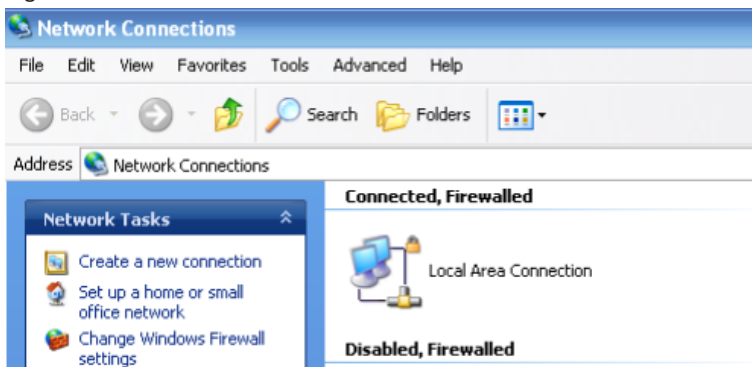 Network Connections
File Edit View Favorites Tools Advanced Help
Back Search Folders
Address Network Connections
Network Tasks
Create a new connection
Set up a home or small
office network
Change Windows Firewall
settings
Connected, Firewalled
Local Area Connection
Disabled, Firewalled